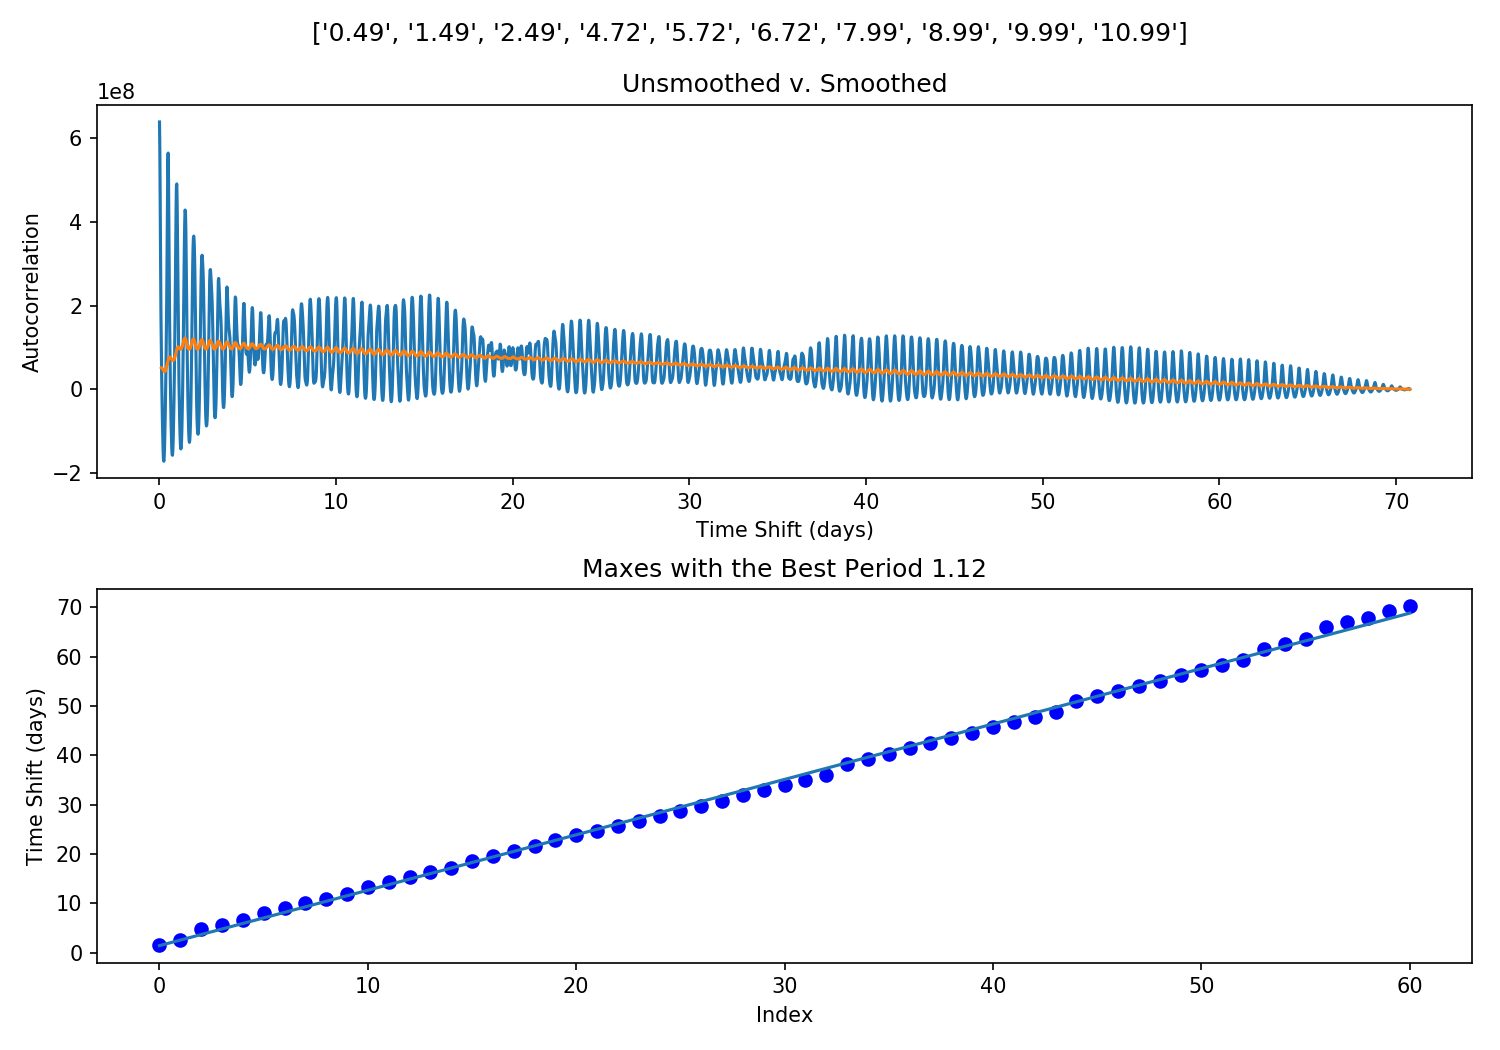 ['0.49', '1.49', '2.49', '4.72', '5.72', '6.72', '7.99', '8.99', '9.99', '10.99']
Unsmoothed v. Smoothed
1e8
6
4
2
0
−2
Autocorrelation
0 10 20 30 40 50 60 70
Time Shift (days)
Maxes with the Best Period 1.12
70
60
50
40
30
20
10
0
Time Shift (days)
0 10 20 30 40 50 60
Index